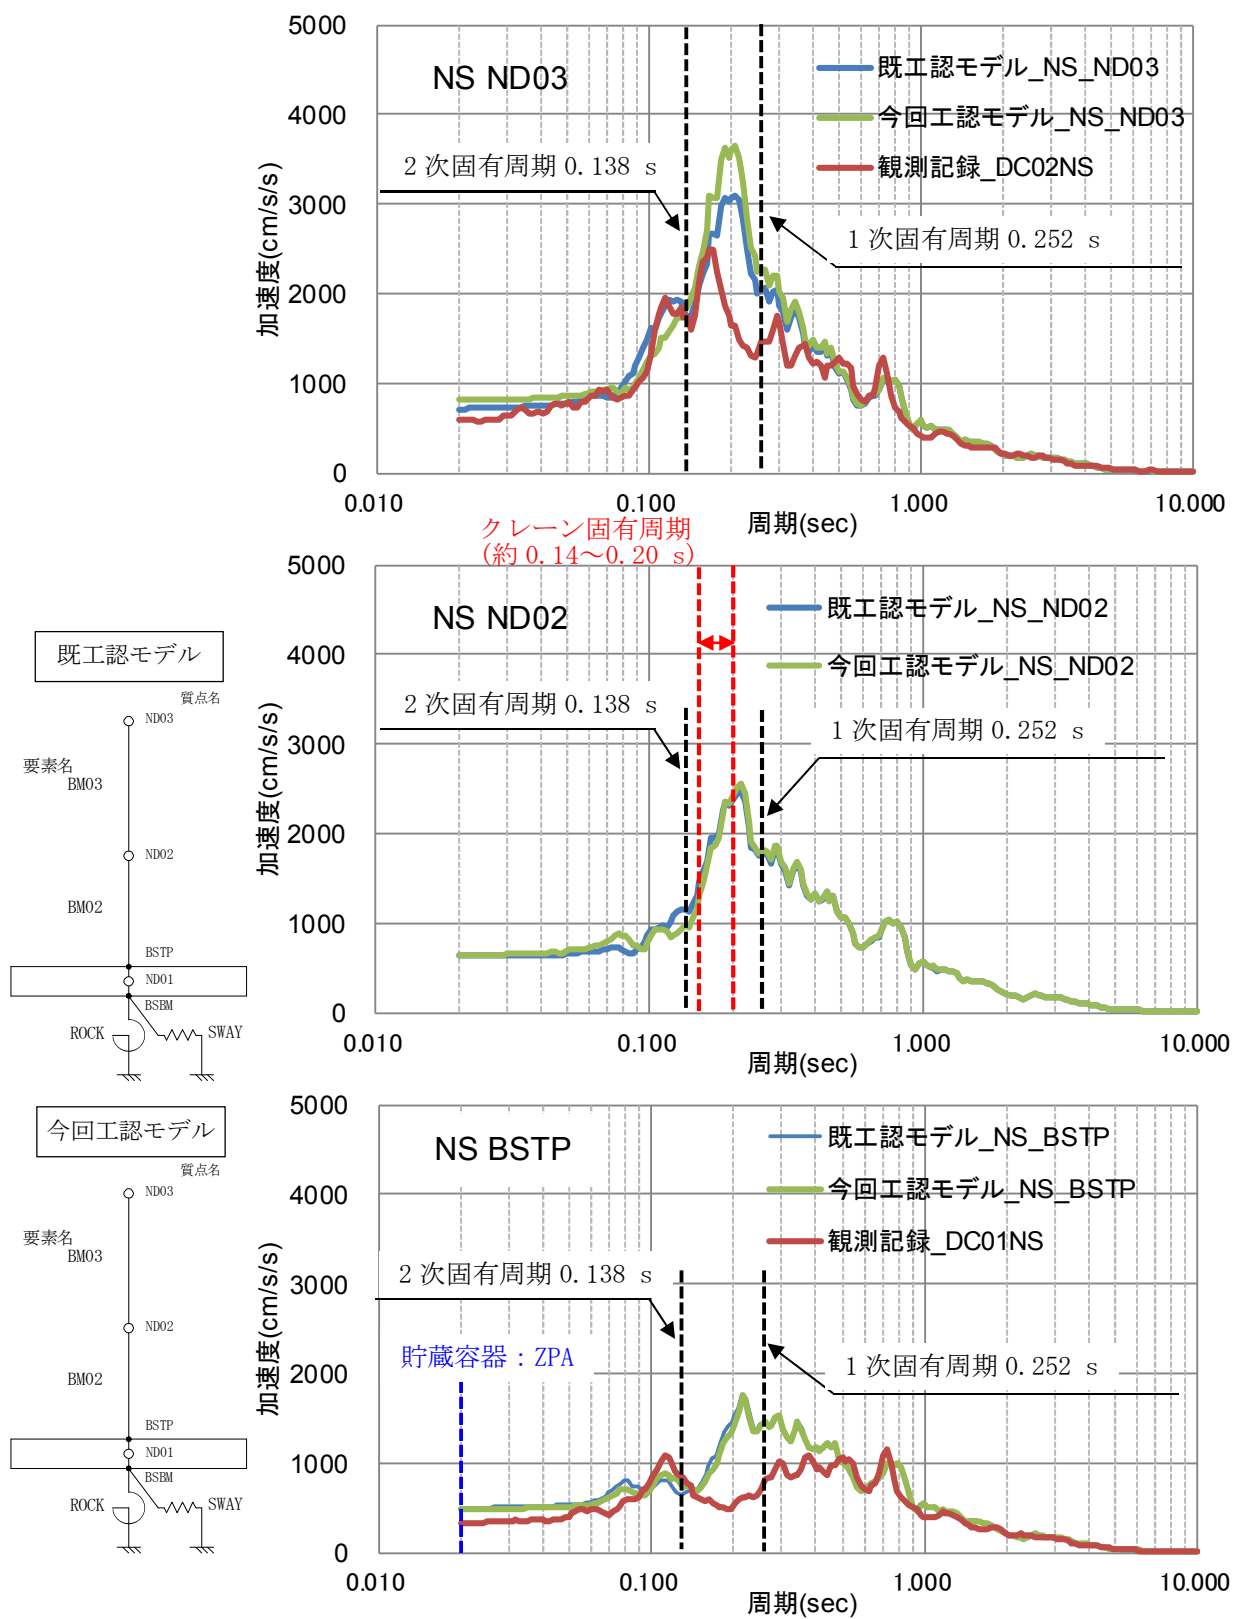 5000
4000
3000
2000
1000
0
加速度(cm/s/s)
NS ND03
既工認モデル_NS_ND03
今回工認モデル_NS_ND03
観測記録_DC02NS
2 次固有周期 0.138 s
1 次固有周期 0.252 s
0.010
0.100
1.000
10.000
周期(sec)
クレーン固有周期
(約 0.14～0.20 s)
5000
4000
3000
2000
1000
0
加速度(cm/s/s)
NS ND02
既工認モデル_NS_ND02
今回工認モデル_NS_ND02
2 次固有周期 0.138 s
1 次固有周期 0.252 s
0.010
0.100
1.000
10.000
周期(sec)
既工認モデル
質点名
ND03
要素名
BM03
ND02
BM02
BSTP
ND01
BSBM
ROCK
SWAY
今回工認モデル
質点名
ND03
要素名
BM03
ND02
BM02
BSTP
ND01
BSBM
ROCK
SWAY
5000
4000
3000
2000
1000
0
加速度(cm/s/s)
NS BSTP
既工認モデル_NS_BSTP
今回工認モデル_NS_BSTP
観測記録_DC01NS
2 次固有周期 0.138 s
貯蔵容器：ZPA
1 次固有周期 0.252 s
0.010
0.100
1.000
10.000
周期(sec)